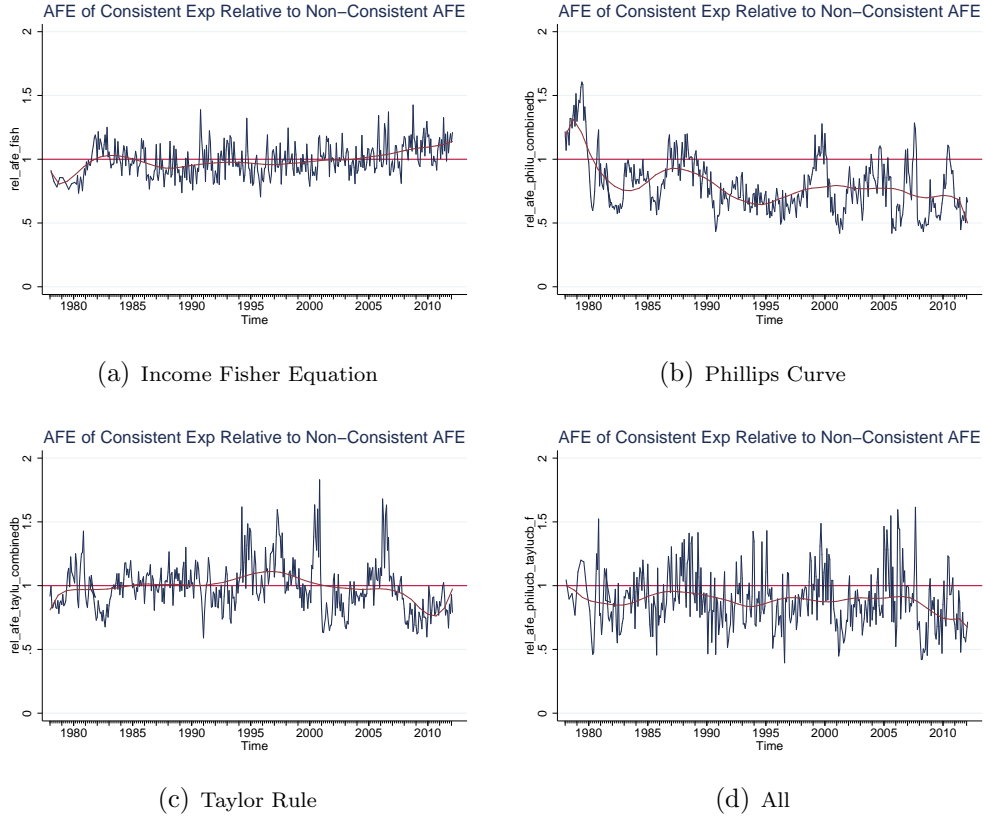 AFE of Consistent Exp Relative to Non−Consistent AFE
rel_afe_fish
2
1.5
1
.5
0
1980 1985 1990 1995 2000 2005 2010
Time
(a) Income Fisher Equation
AFE of Consistent Exp Relative to Non−Consistent AFE
rel_afe_philu_combinedb
2
1.5
1
.5
0
1980 1985 1990 1995 2000 2005 2010
Time
(b) Phillips Curve
AFE of Consistent Exp Relative to Non−Consistent AFE
rel_afe_taylu_combinedb
2
1.5
1
.5
0
1980 1985 1990 1995 2000 2005 2010
Time
(c) Taylor Rule
AFE of Consistent Exp Relative to Non−Consistent AFE
rel_afe_philucb_taylucb_f
2
1.5
1
.5
0
1980 1985 1990 1995 2000 2005 2010
Time
(d) All